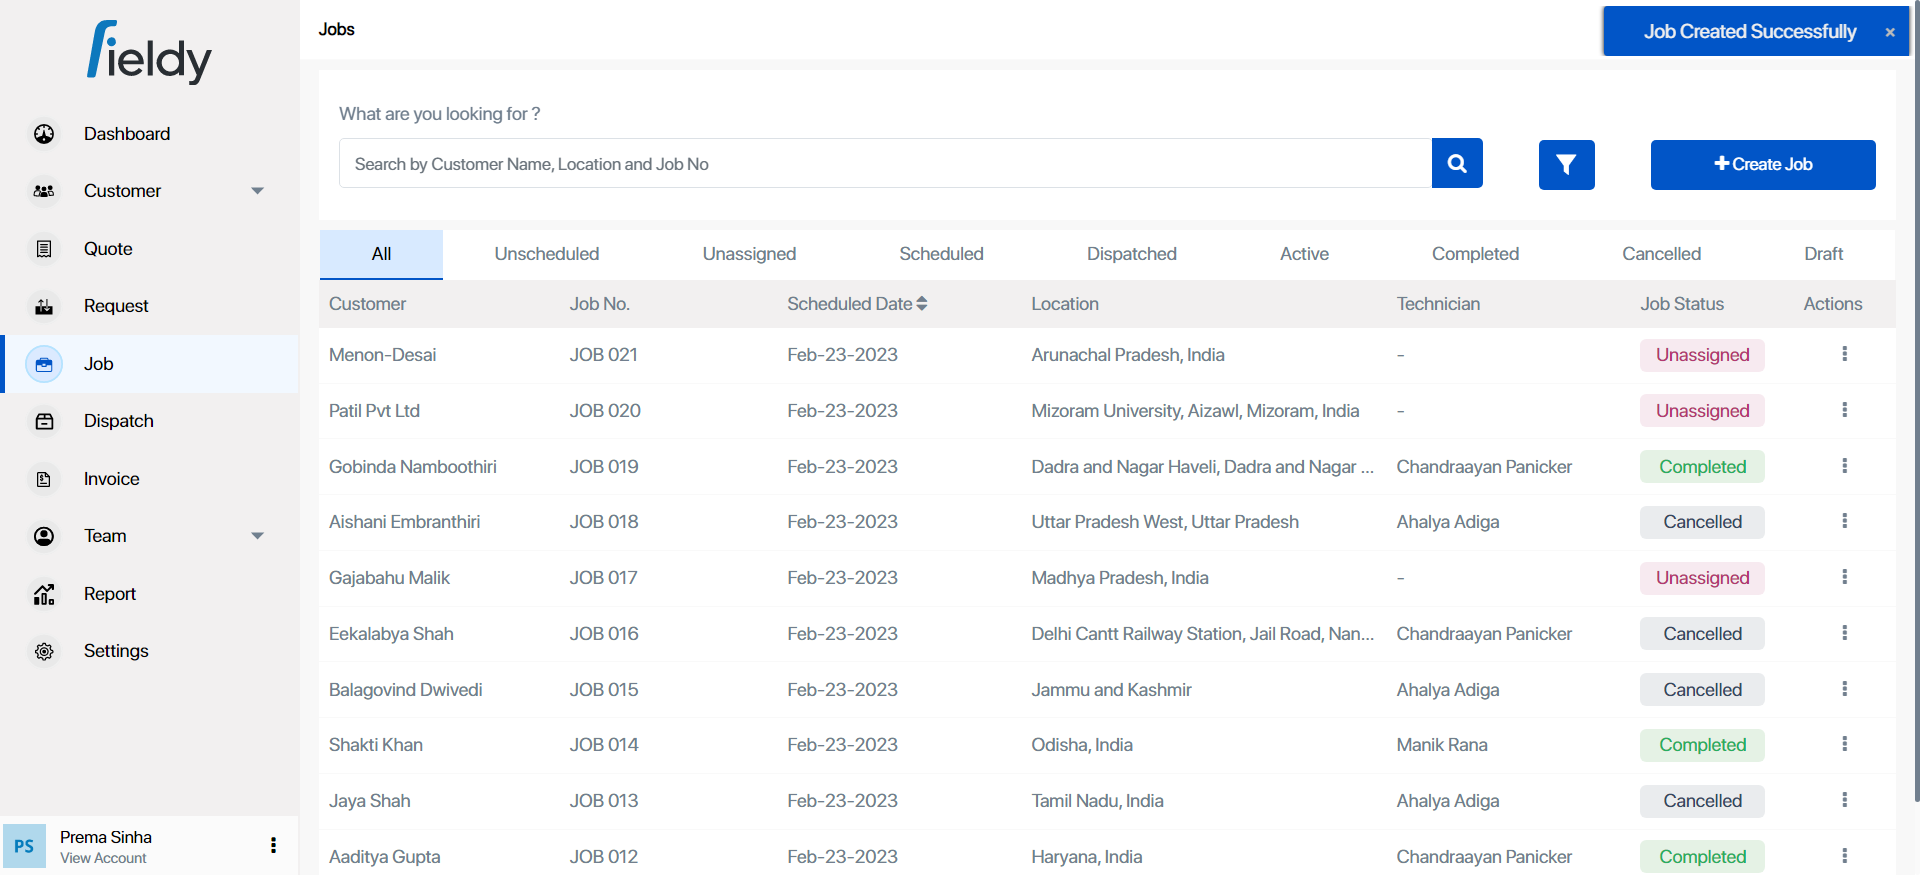 fieldy
Dashboard
Customer
Quote
Request
Job
Dispatch
Invoice
Team
Report
Settings
PS
Prema Sinha
View Account
Jobs
Job Created Successfully ×
What are you looking for ?
Search by Customer Name, Location and Job No
Create Job
All Unscheduled Unassigned Scheduled Dispatched Active Completed Cancelled Draft
Customer Job No. Scheduled Date Location Technician Job Status Actions
Menon-Desai JOB 021 Feb-23-2023 Arunachal Pradesh, India - Unassigned
Patil Pvt Ltd JOB 020 Feb-23-2023 Mizoram University, Aizawl, Mizoram, India - Unassigned
Gobinda Namboothiri JOB 019 Feb-23-2023 Dadra and Nagar Haveli, Dadra and Nagar ... Chandraayan Panicker Completed
Aishani Embranthiri JOB 018 Feb-23-2023 Uttar Pradesh West, Uttar Pradesh Ahalya Adiga Cancelled
Gajabahu Malik JOB 017 Feb-23-2023 Madhya Pradesh, India - Unassigned
Eekalabya Shah JOB 016 Feb-23-2023 Delhi Cantt Railway Station, Jail Road, Nan... Chandraayan Panicker Cancelled
Balagovind Dwivedi JOB 015 Feb-23-2023 Jammu and Kashmir Ahalya Adiga Cancelled
Shakti Khan JOB 014 Feb-23-2023 Odisha, India Manik Rana Completed
Jaya Shah JOB 013 Feb-23-2023 Tamil Nadu, India Ahalya Adiga Cancelled
Aaditya Gupta JOB 012 Feb-23-2023 Haryana, India Chandraayan Panicker Completed